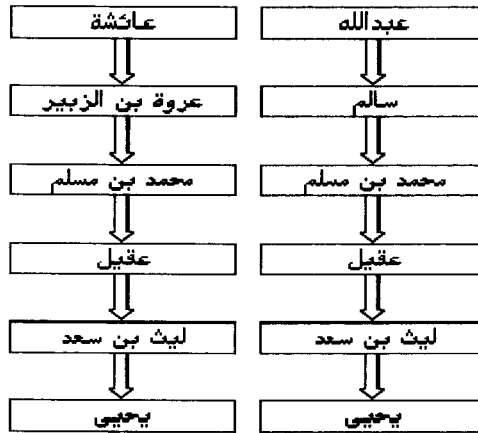 عبدالله
سالم
محمد بن مسلم
عقيل
ليث بن سعد
يحيى
عائشة
عروة بن الزبير
محمد بن مسلم
عقيل
ليث بن سعد
يحيى